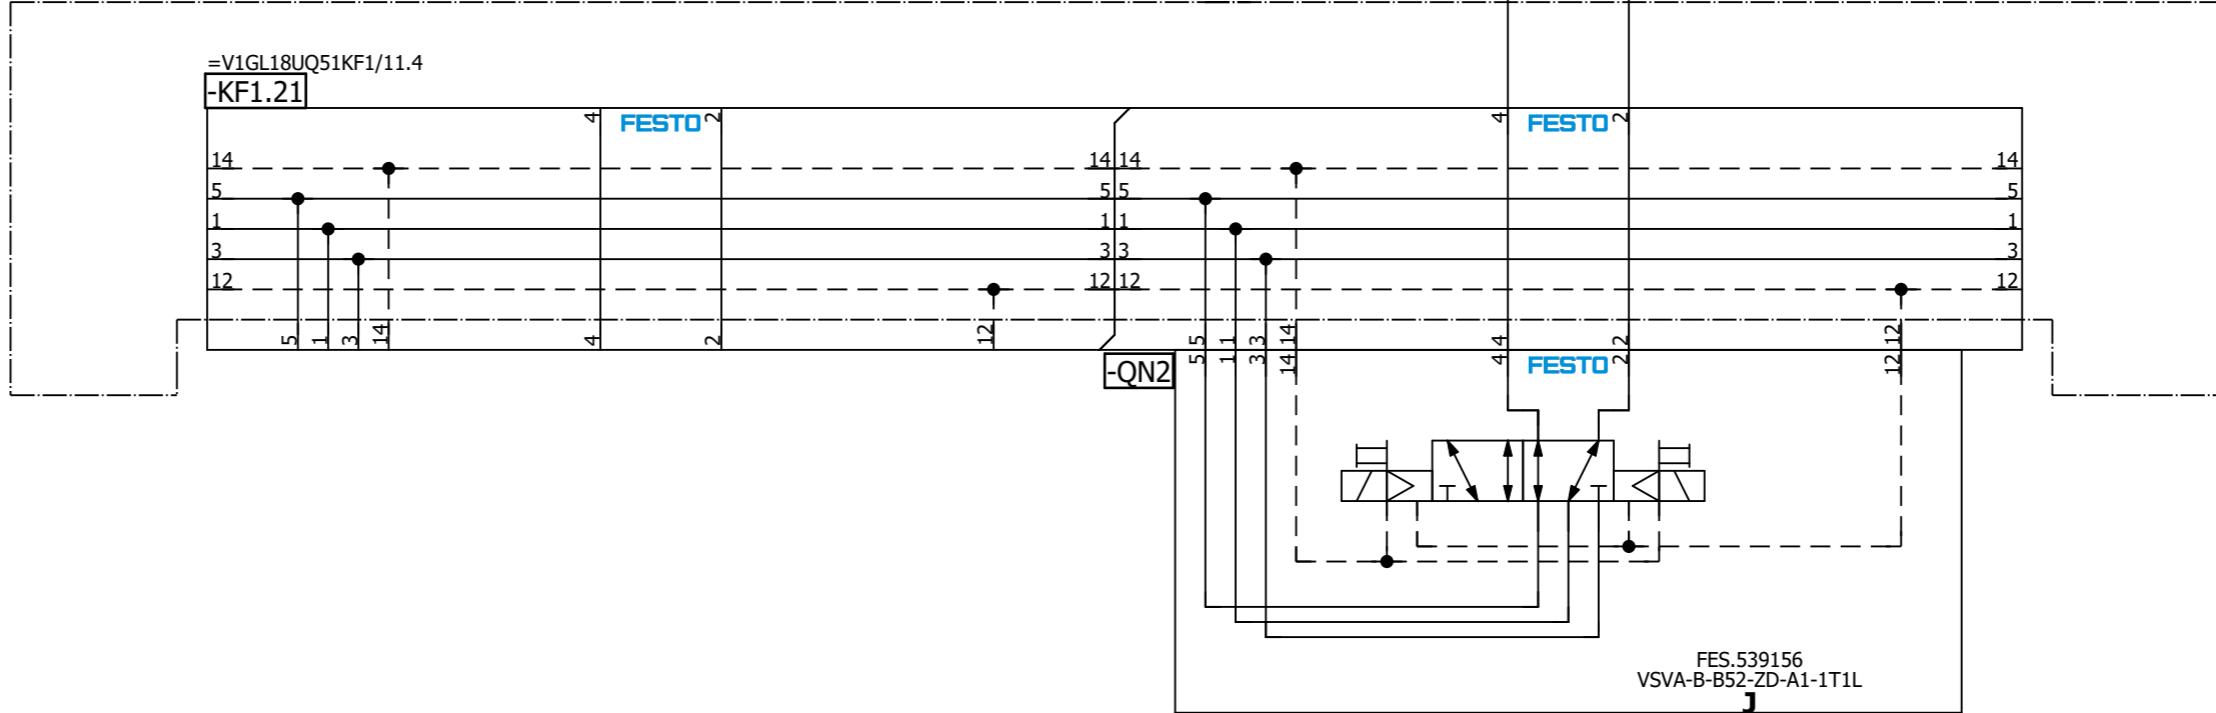 =V1GL18UQ51KF1/11.4
-KF1.21
4 FESTO 2 4 FESTO 2
14 14 14 14
5 5 5 5
1 1 1 1
3 3 3 3
12 12 12 12
5 1 3 14 4 2 12 5 1 3 14 4 2 12
-QN2 5 1 3 14 4 FESTO 2 12
FES.539156
VSVA-B-B52-ZD-A1-1T1L
J